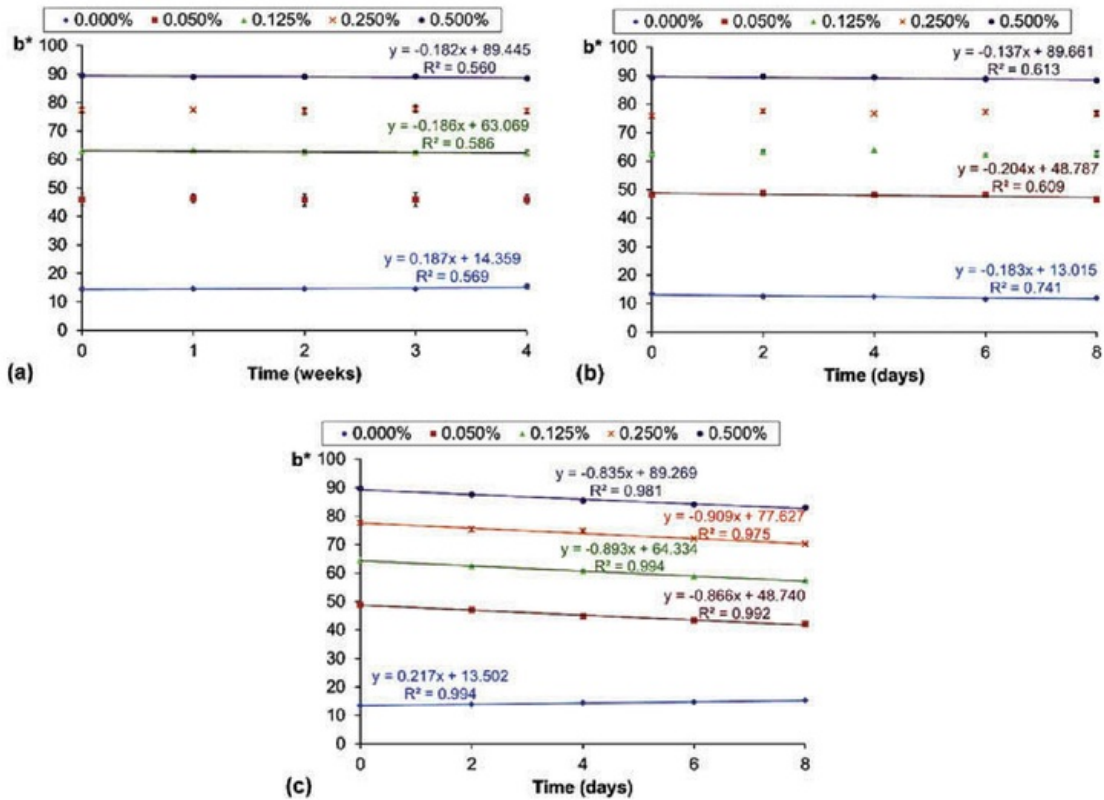 0.000% 0.050% 0.125% 0.250% 0.500%
b*
100
90
80
70
60
50
40
30
20
10
0
y = -0.182x + 89.445
R² = 0.560
y = -0.186x + 63.069
R² = 0.586
y = 0.187x + 14.359
R² = 0.569
0 1 2 3 4
(a) Time (weeks)
0.000% 0.050% 0.125% 0.250% 0.500%
b*
100
90
80
70
60
50
40
30
20
10
0
y = -0.137x + 89.661
R² = 0.613
y = -0.204x + 48.787
R² = 0.609
y = -0.183x + 13.015
R² = 0.741
0 2 4 6 8
(b) Time (days)
0.000% 0.050% 0.125% 0.250% 0.500%
b*
100
90
80
70
60
50
40
30
20
10
0
y = -0.835x + 89.269
R² = 0.981
y = -0.909x + 77.627
R² = 0.975
y = -0.893x + 64.334
R² = 0.994
y = -0.866x + 48.740
R² = 0.992
y = 0.217x + 13.502
R² = 0.994
0 2 4 6 8
(c) Time (days)